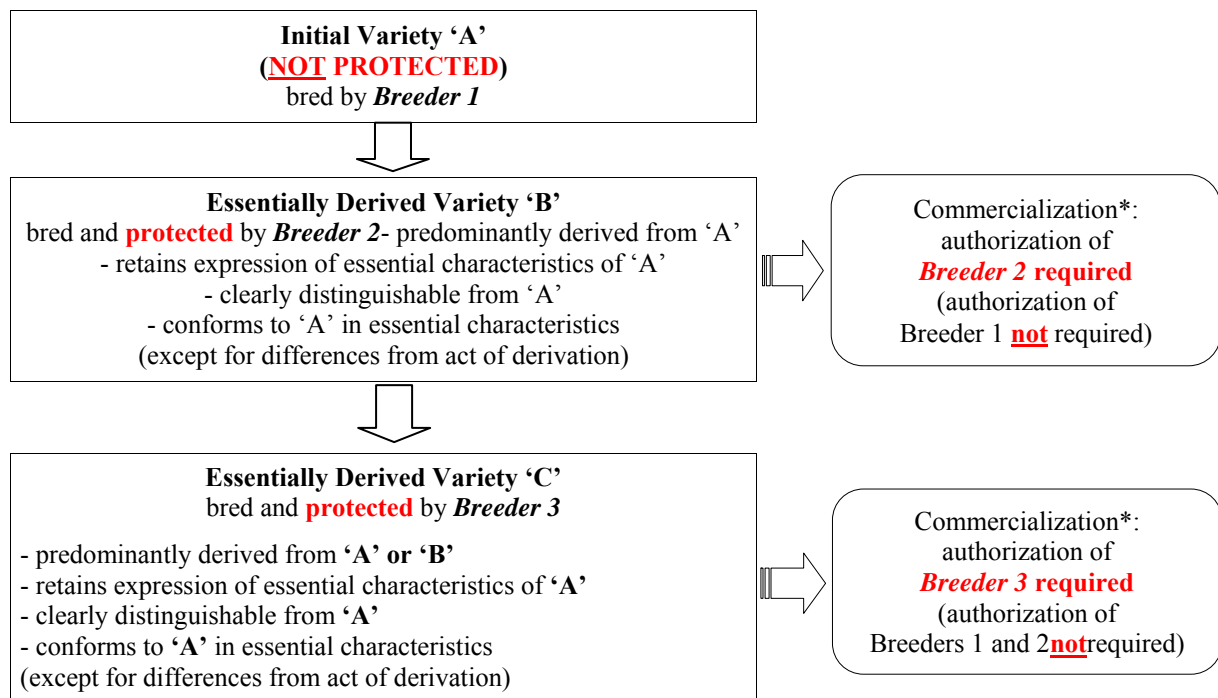 Initial Variety ‘A’
(NOT PROTECTED)
bred by Breeder 1
Essentially Derived Variety ‘B’
bred and protected by Breeder 2- predominantly derived from ‘A’
- retains expression of essential characteristics of ‘A’
- clearly distinguishable from ‘A’
- conforms to ‘A’ in essential characteristics
(except for differences from act of derivation)
Commercialization*:
authorization of
Breeder 2 required
(authorization of
Breeder 1 not required)
Essentially Derived Variety ‘C’
bred and protected by Breeder 3
- predominantly derived from ‘A’ or ‘B’
- retains expression of essential characteristics of ‘A’
- clearly distinguishable from ‘A’
- conforms to ‘A’ in essential characteristics
(except for differences from act of derivation)
Commercialization*:
authorization of
Breeder 3 required
(authorization of
Breeders 1 and 2notrequired)